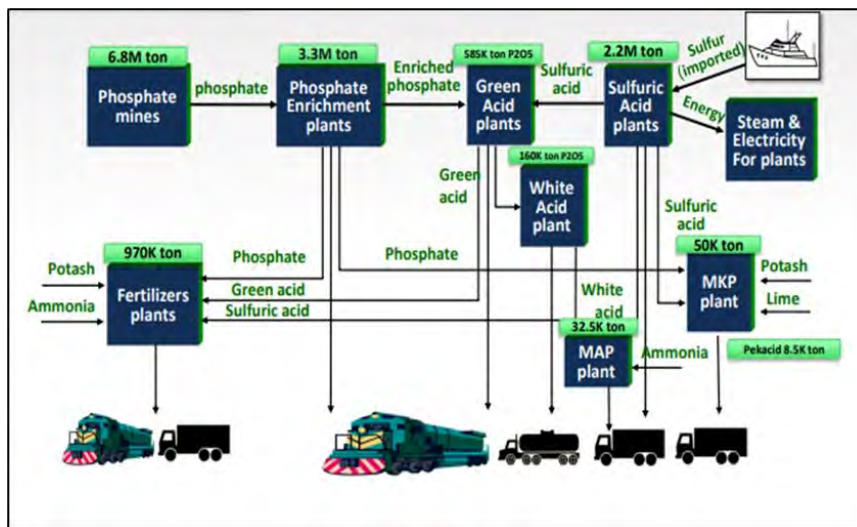 6.8M ton
3.3M ton
585K ton P2O5
2.2M ton
Sulfur
(imported)
Phosphate
mines
phosphate
Phosphate
Enrichment
plants
Enriched
phosphate
Green
Acid
plants
Sulfuric
acid
Sulfuric
Acid
plants
Energy
Steam &
Electricity
For plants
160K ton P2O5
Green
acid
White
Acid
plant
Sulfuric
acid
970K ton
50K ton
Potash
Ammonia
Fertilizers
plants
Phosphate
Green acid
Sulfuric acid
Phosphate
White
acid
MKP
plant
Potash
Lime
32.5K ton
MAP
plant
Ammonia
Pekacid 8.5K ton